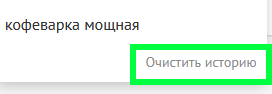 кофеварка мощная
Очистить историю